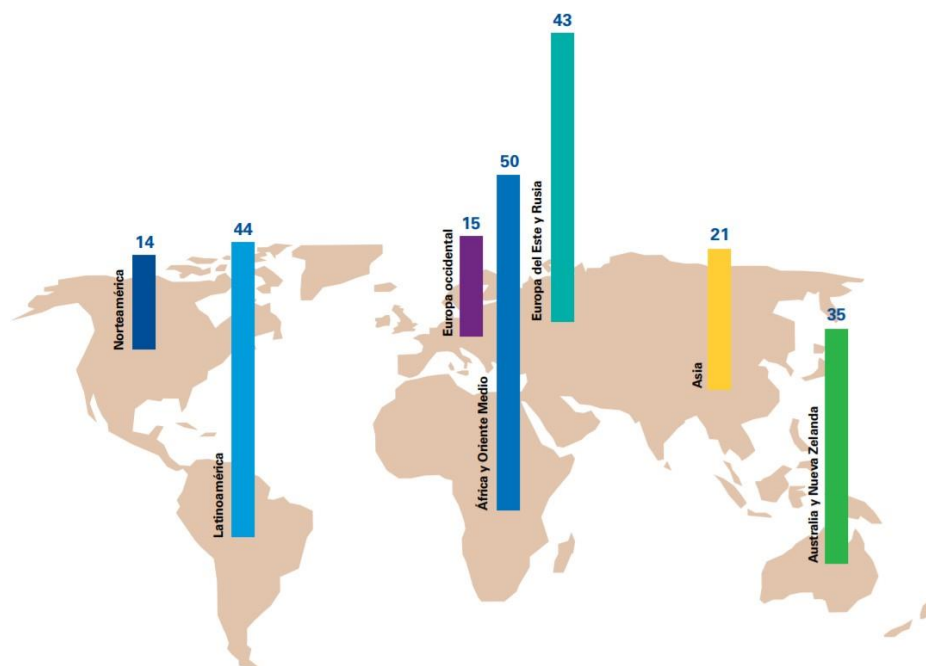 14
Norteamérica
44
Latinoamérica
15
Europa occidental
50
África y Oriente Medio
43
Europa del Este y Rusia
21
Asia
35
Australia y Nueva Zelanda